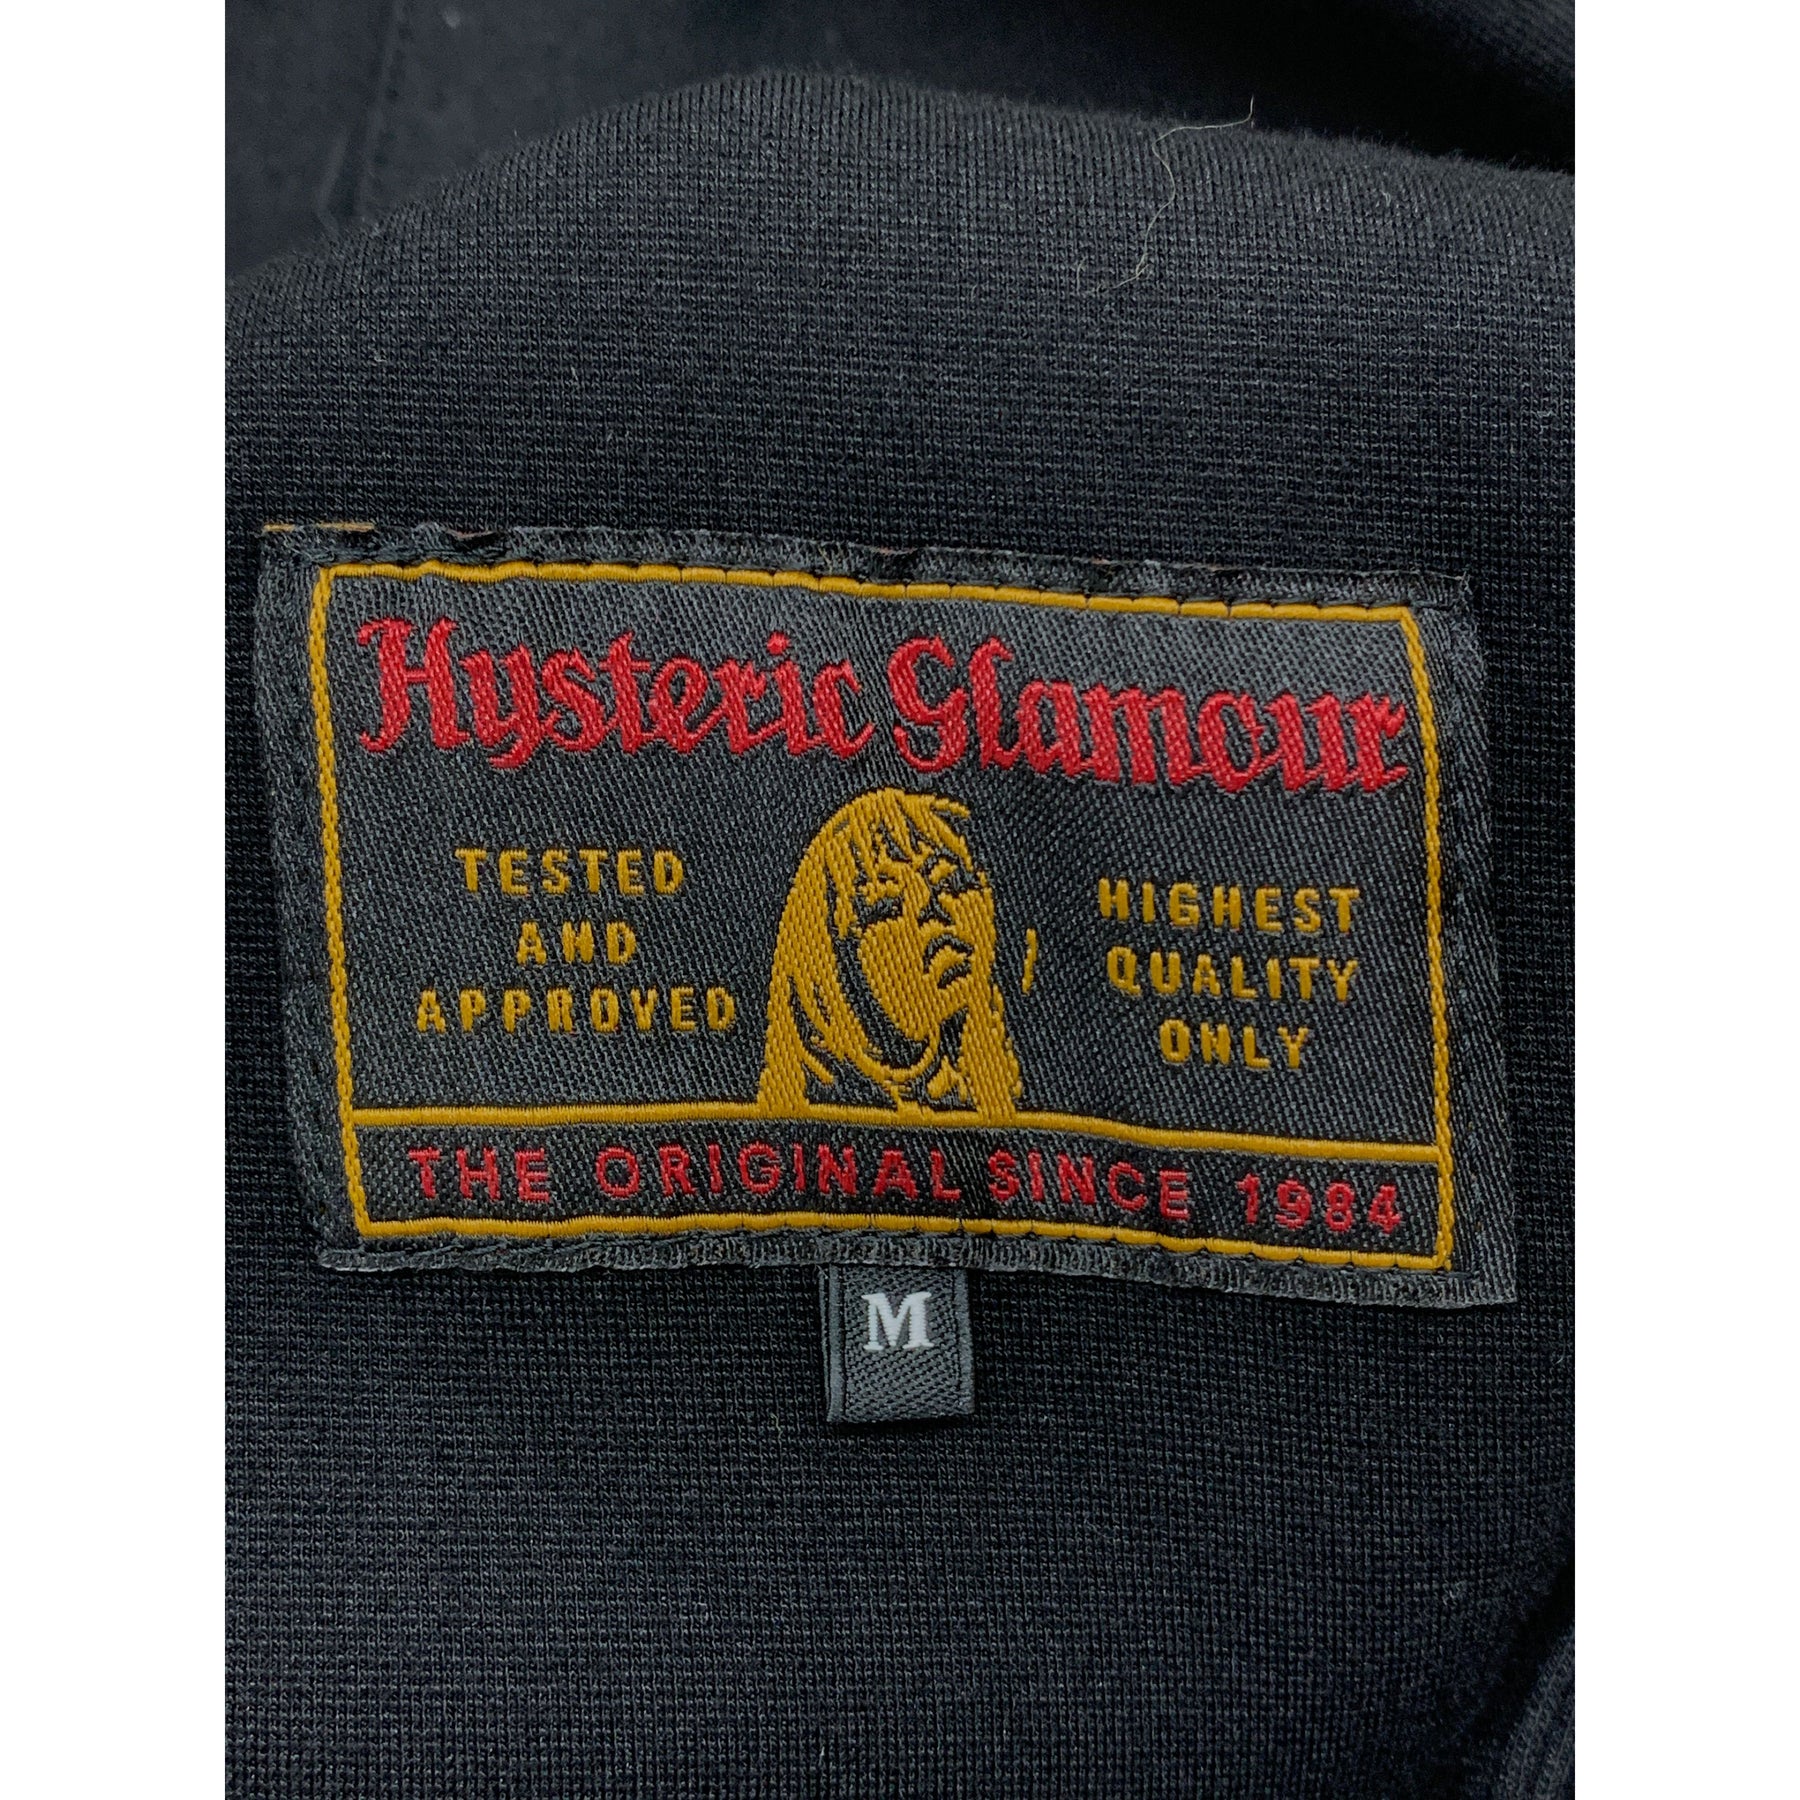 Hysteric Glamour
TESTED
AND
APPROVED
HIGHEST
QUALITY
ONLY
THE ORIGINAL SINCE 1984
M